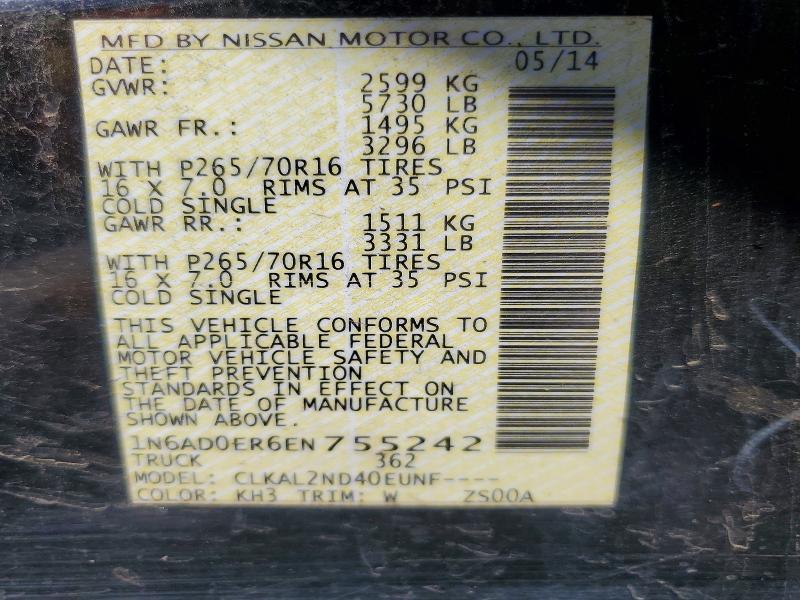 MFD BY NISSAN MOTOR CO., LTD.
DATE: 05/14
GVWR: 2599 KG
5730 LB
GAWR FR.: 1495 KG
3296 LB
WITH P265/70R16 TIRES
16 X 7.0 RIMS AT 35 PSI
COLD SINGLE
GAWR RR.: 1511 KG
3331 LB
WITH P265/70R16 TIRES
16 X 7.0 RIMS AT 35 PSI
COLD SINGLE
THIS VEHICLE CONFORMS TO
ALL APPLICABLE FEDERAL
MOTOR VEHICLE SAFETY AND
THEFT PREVENTION
STANDARDS IN EFFECT ON
THE DATE OF MANUFACTURE
SHOWN ABOVE.
1N6AD0ER6EN755242
TRUCK 362
MODEL: CLKAL2ND40EUNF----
COLOR: KH3 TRIM: W ZS00A